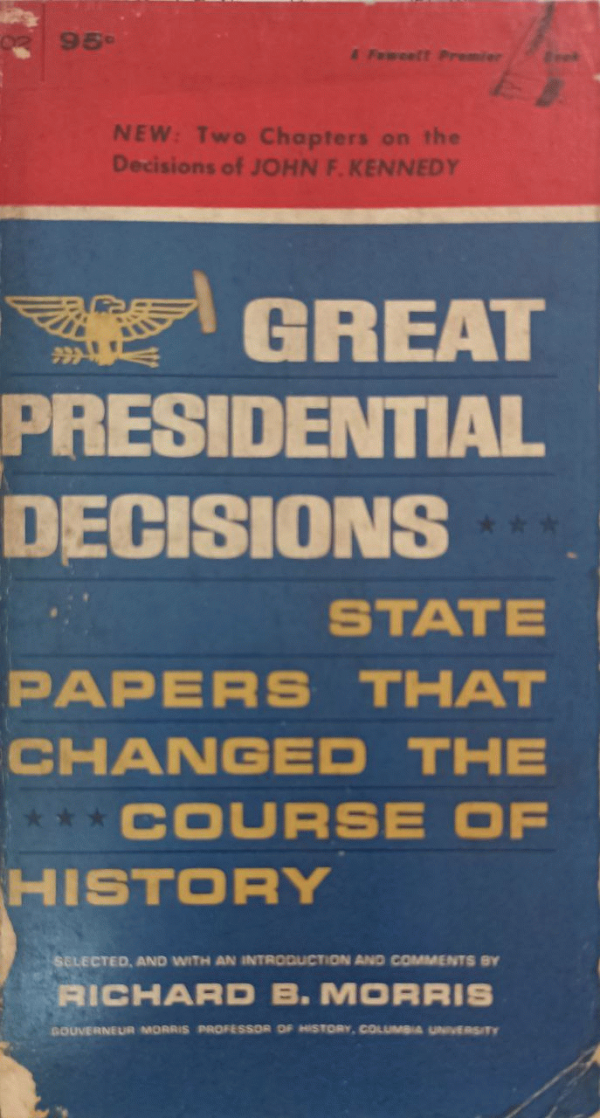 95¢
A Fawcett Premier Book
NEW: Two Chapters on the
Decisions of JOHN F. KENNEDY
GREAT
PRESIDENTIAL
DECISIONS ★★★
STATE
PAPERS THAT
CHANGED THE
★★★ COURSE OF
HISTORY
SELECTED, AND WITH AN INTRODUCTION AND COMMENTS BY
RICHARD B. MORRIS
GOUVERNEUR MORRIS PROFESSOR OF HISTORY, COLUMBIA UNIVERSITY